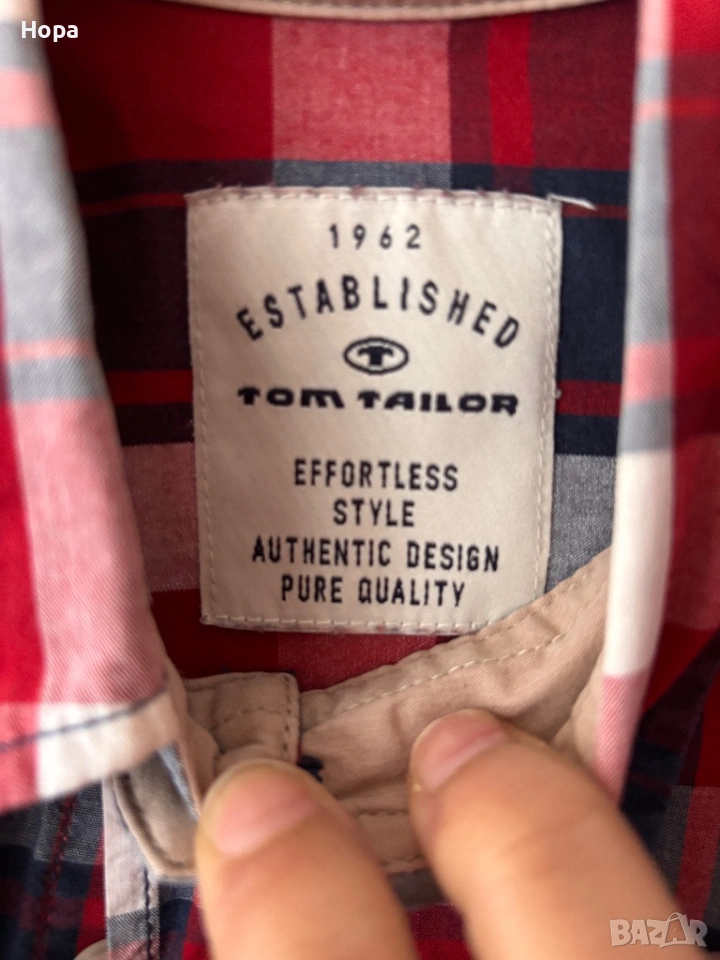 Нора
1962
ESTABLISHED
T
TOM TAILOR
EFFORTLESS
STYLE
AUTHENTIC DESIGN
PURE QUALITY
BAZAR